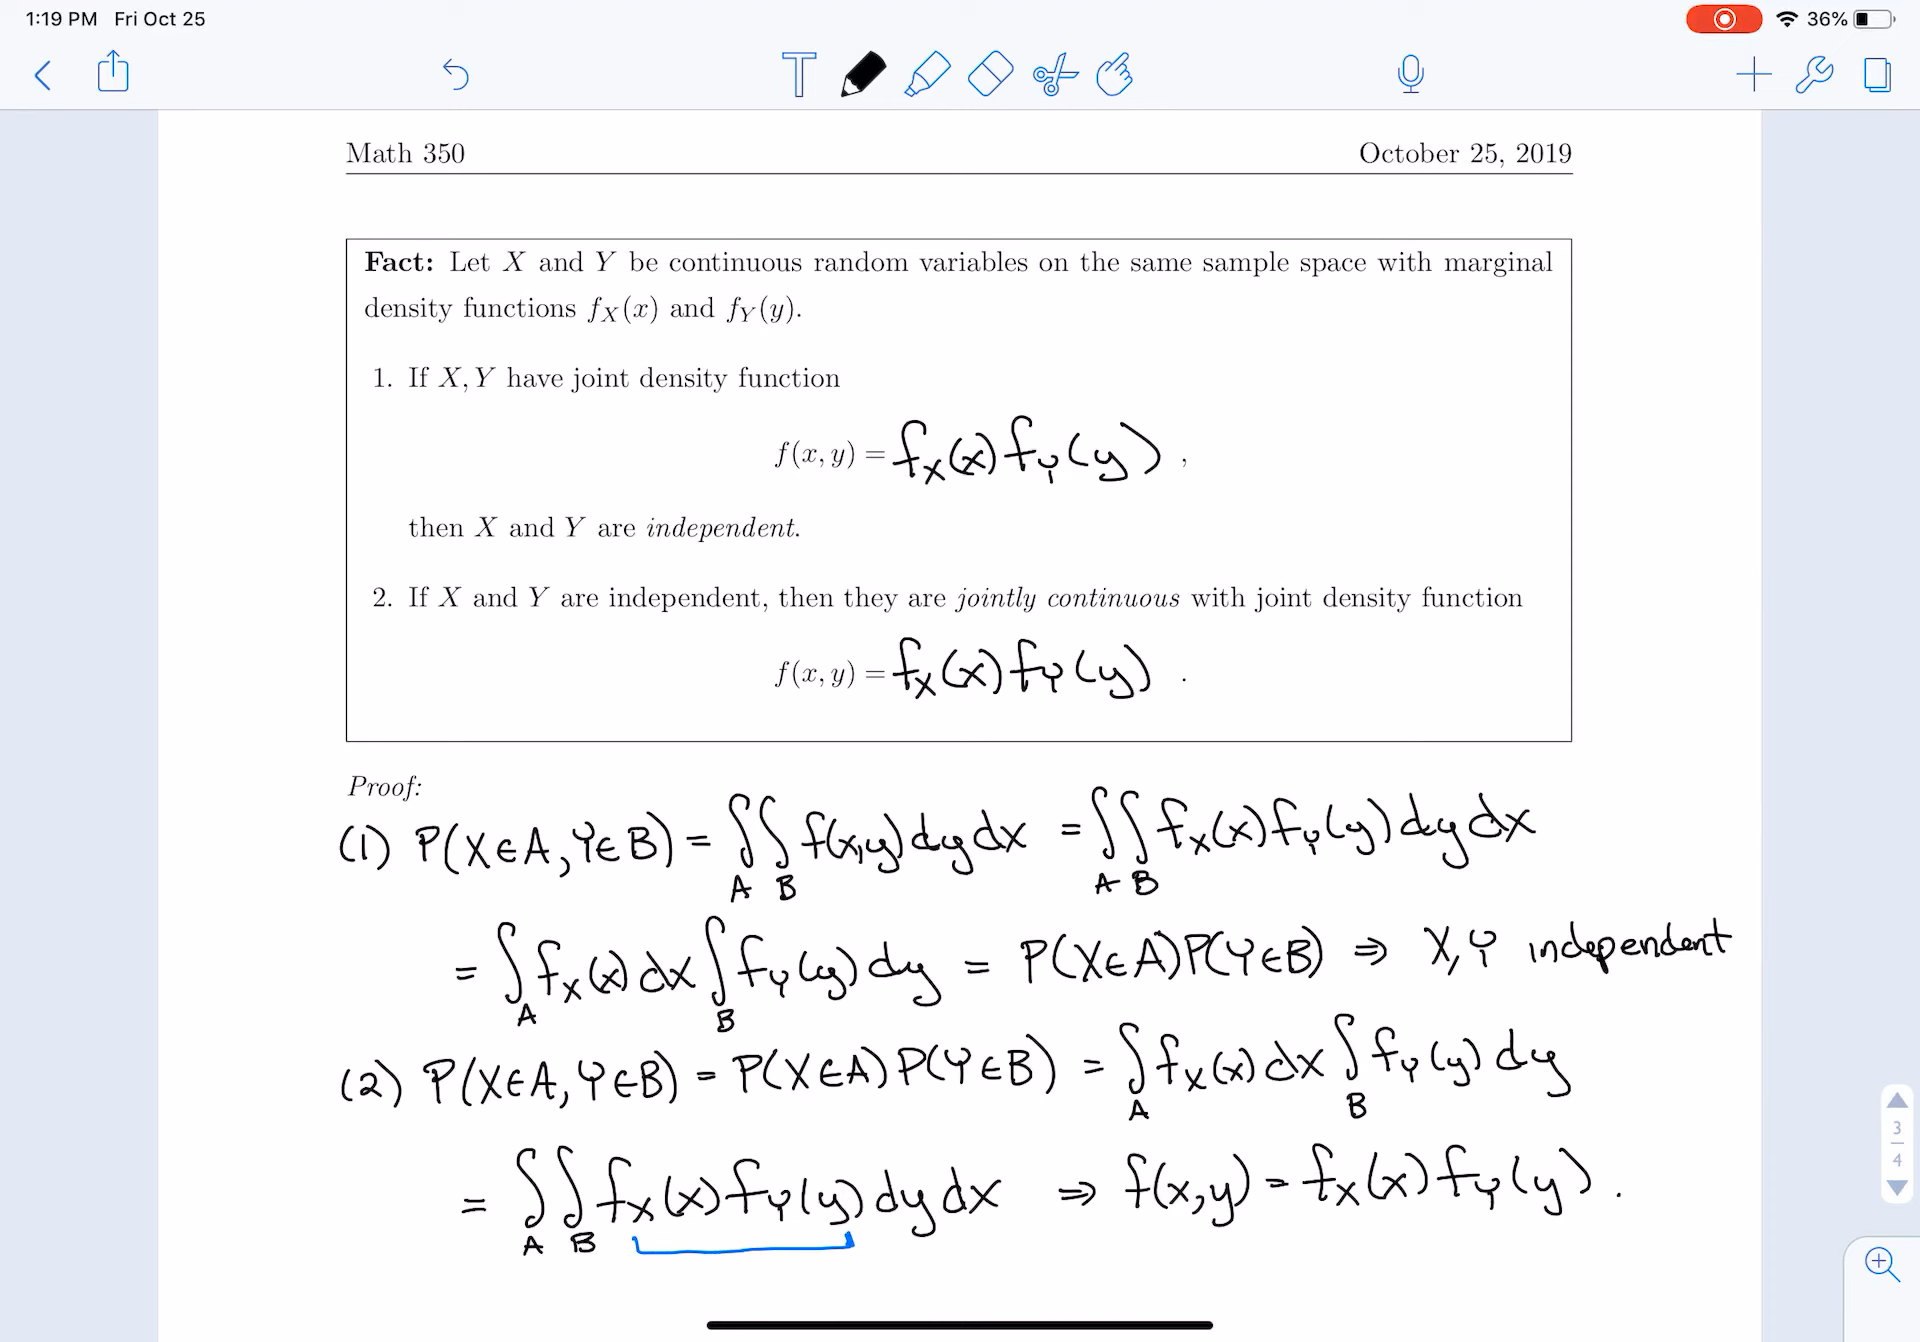 1:19 PM Fri Oct 25 36%
T
Math 350 October 25, 2019
Fact: Let X and Y be continuous random variables on the same sample space with marginal
density functions f_X(x) and f_Y(y).
1. If X, Y have joint density function
f(x, y) = f_X(x) f_Y(y) ,
then X and Y are independent.
2. If X and Y are independent, then they are jointly continuous with joint density function
f(x, y) = f_X(x) f_Y(y) .
Proof:
(1) P(X∈A, Y∈B) = ∫_A ∫_B f(x,y) dy dx = ∫_A ∫_B f_X(x) f_Y(y) dy dx
= ∫_A f_X(x) dx ∫_B f_Y(y) dy = P(X∈A) P(Y∈B) ⇒ X, Y independent
(2) P(X∈A, Y∈B) = P(X∈A) P(Y∈B) = ∫_A f_X(x) dx ∫_B f_Y(y) dy
= ∫_A ∫_B f_X(x) f_Y(y) dy dx ⇒ f(x,y) = f_X(x) f_Y(y).
3
4